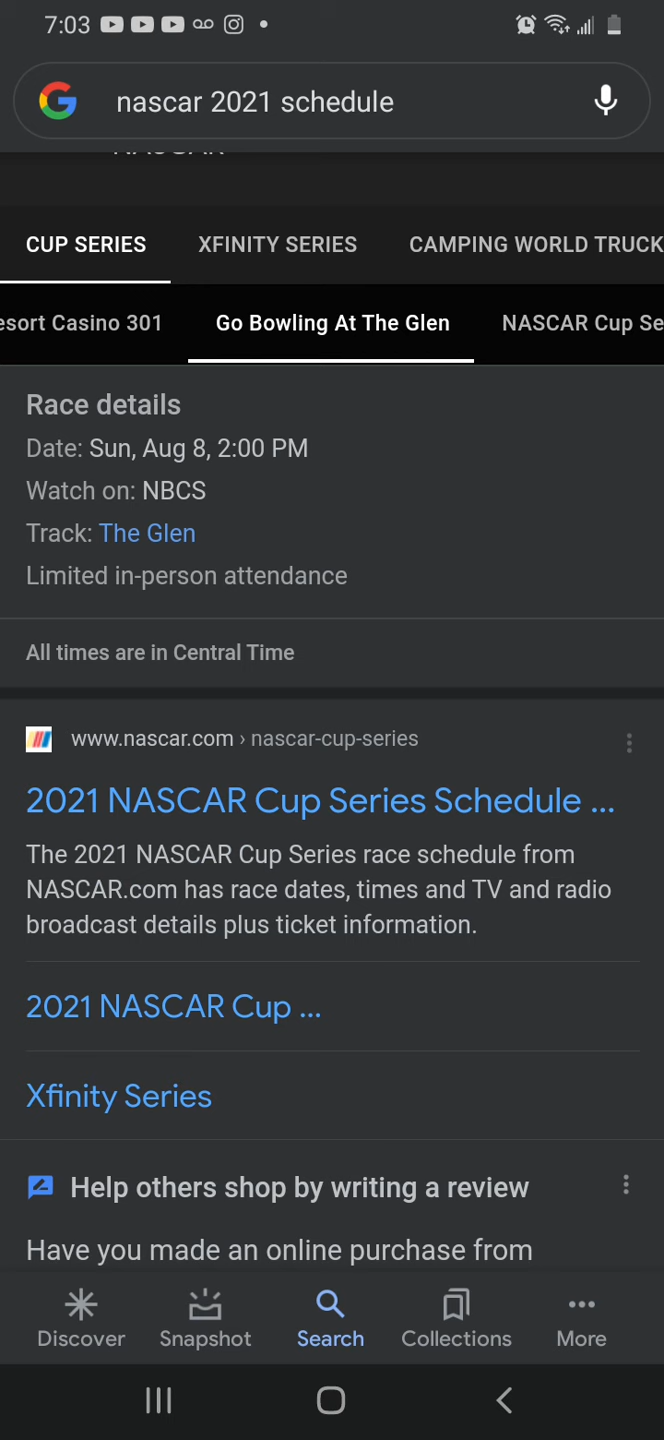 7:03
nascar 2021 schedule
CUP SERIES XFINITY SERIES CAMPING WORLD TRUCK
esort Casino 301 Go Bowling At The Glen NASCAR Cup Se
Race details
Date: Sun, Aug 8, 2:00 PM
Watch on: NBCS
Track: The Glen
Limited in-person attendance
All times are in Central Time
www.nascar.com › nascar-cup-series
2021 NASCAR Cup Series Schedule ...
The 2021 NASCAR Cup Series race schedule from
NASCAR.com has race dates, times and TV and radio
broadcast details plus ticket information.
2021 NASCAR Cup ...
Xfinity Series
Help others shop by writing a review
Have you made an online purchase from
Discover Snapshot Search Collections More